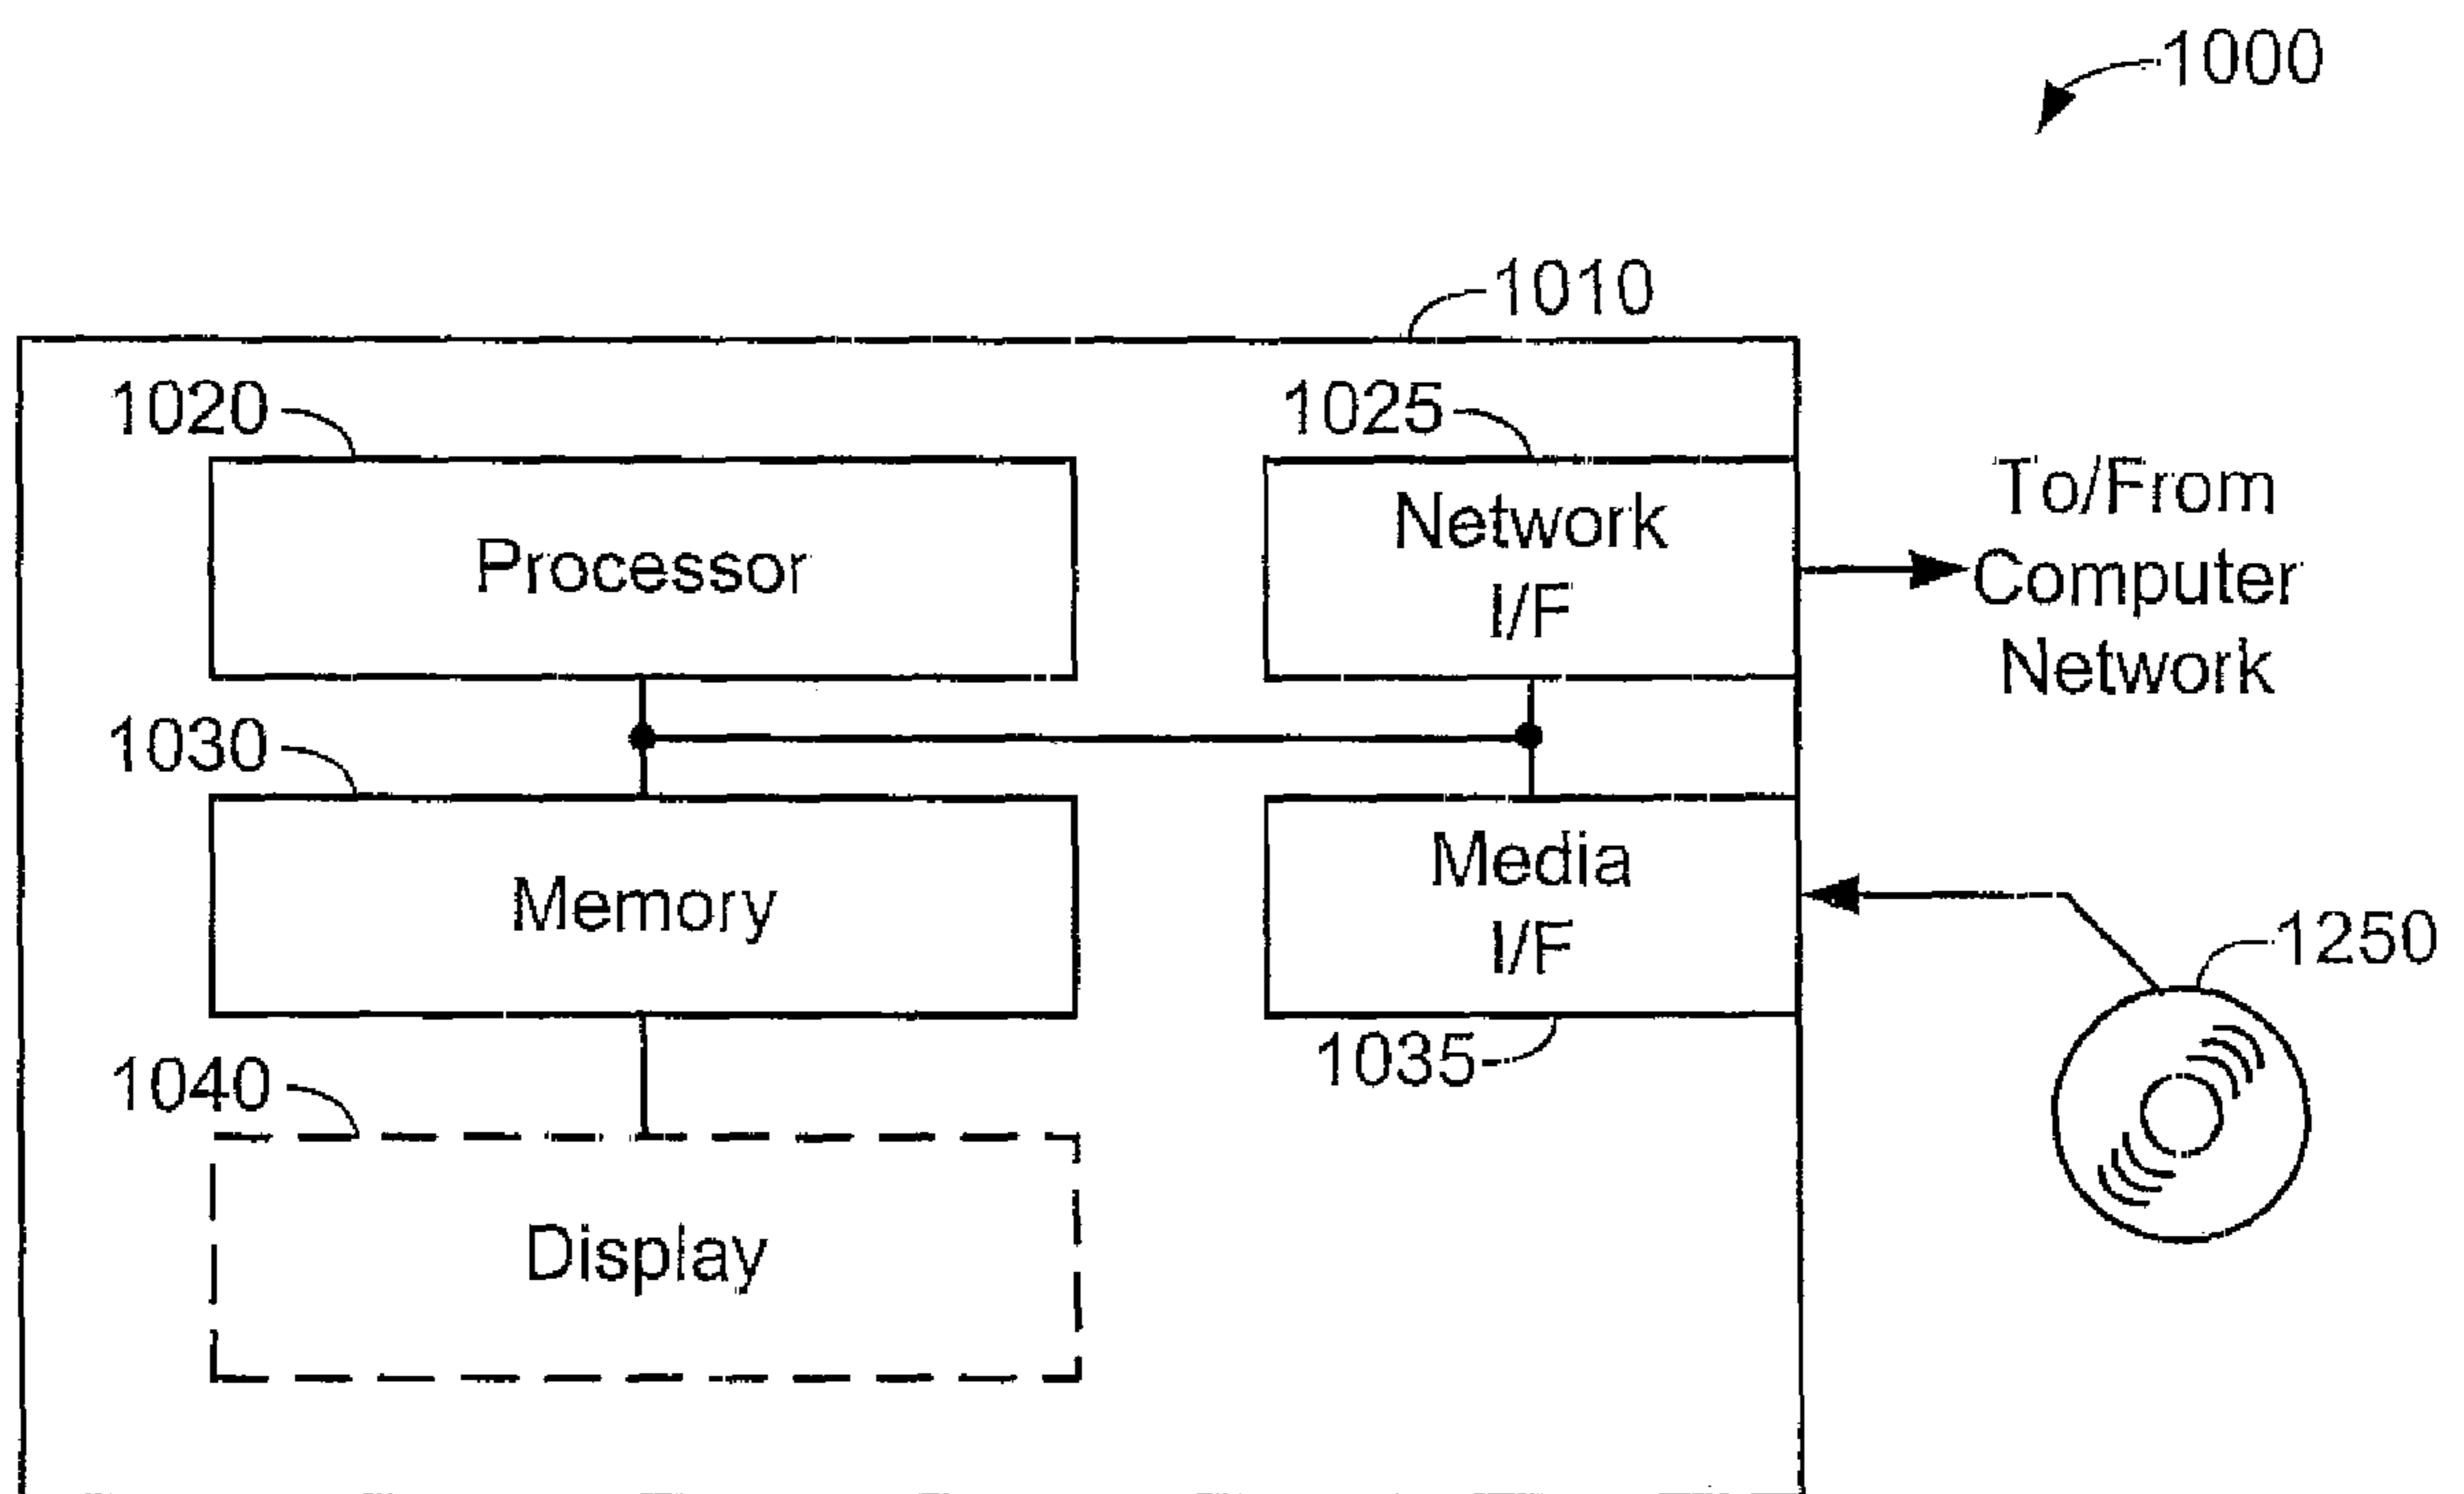 1000
1010
1020
1025
Processor
Network
I/F
To/From
Computer
Network
1030
Memory
Media
I/F
1250
1035
1040
Display